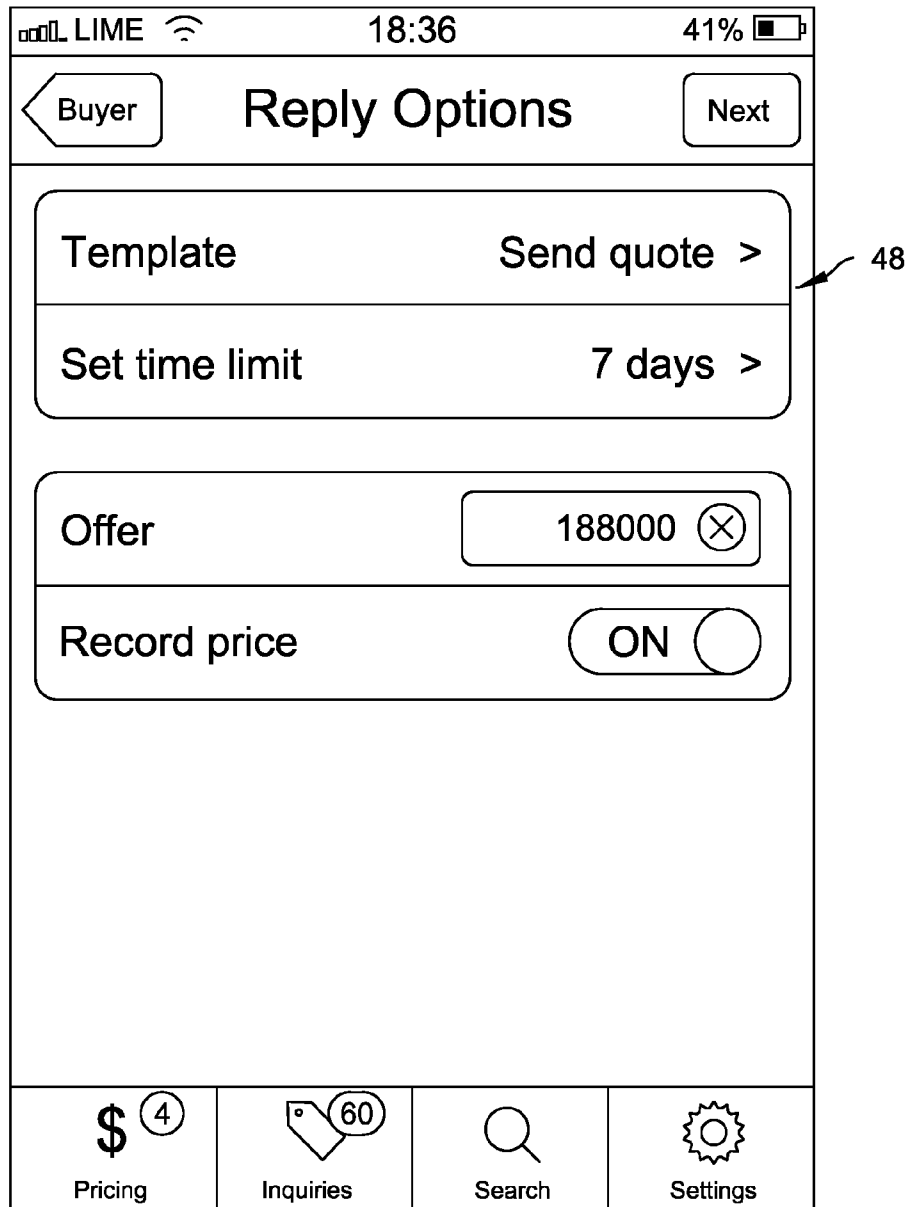 LIME 18:36 41%
Buyer Reply Options Next
Template Send quote >
48
Set time limit 7 days >
Offer 188000
Record price ON
$ 4 60
Pricing Inquiries Search Settings